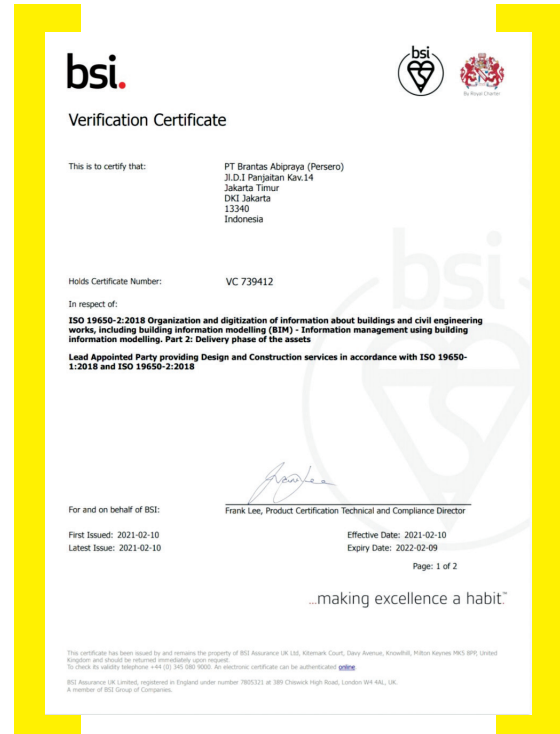 bsi.
bsi
By Royal Charter
Verification Certificate
This is to certify that:
PT Brantas Abipraya (Persero)
Jl.D.I Panjaitan Kav.14
Jakarta Timur
DKI Jakarta
13340
Indonesia
bsi
Holds Certificate Number:
VC 739412
In respect of:
ISO 19650-2:2018 Organization and digitization of information about buildings and civil engineering
works, including building information modelling (BIM) - Information management using building
information modelling. Part 2: Delivery phase of the assets
Lead Appointed Party providing Design and Construction services in accordance with ISO 19650-
1:2018 and ISO 19650-2:2018
For and on behalf of BSI:
Frank Lee, Product Certification Technical and Compliance Director
First Issued: 2021-02-10
Effective Date: 2021-02-10
Latest Issue: 2021-02-10
Expiry Date: 2022-02-09
Page: 1 of 2
...making excellence a habit.™
This certificate has been issued by and remains the property of BSI Assurance UK Ltd, Kitemark Court, Davy Avenue, Knowlhill, Milton Keynes MK5 8PP, United
Kingdom and should be returned immediately upon request.
To check its validity telephone +44 (0) 345 080 9000. An electronic certificate can be authenticated online.
BSI Assurance UK Limited, registered in England under number 7805321 at 389 Chiswick High Road, London W4 4AL, UK.
A member of BSI Group of Companies.